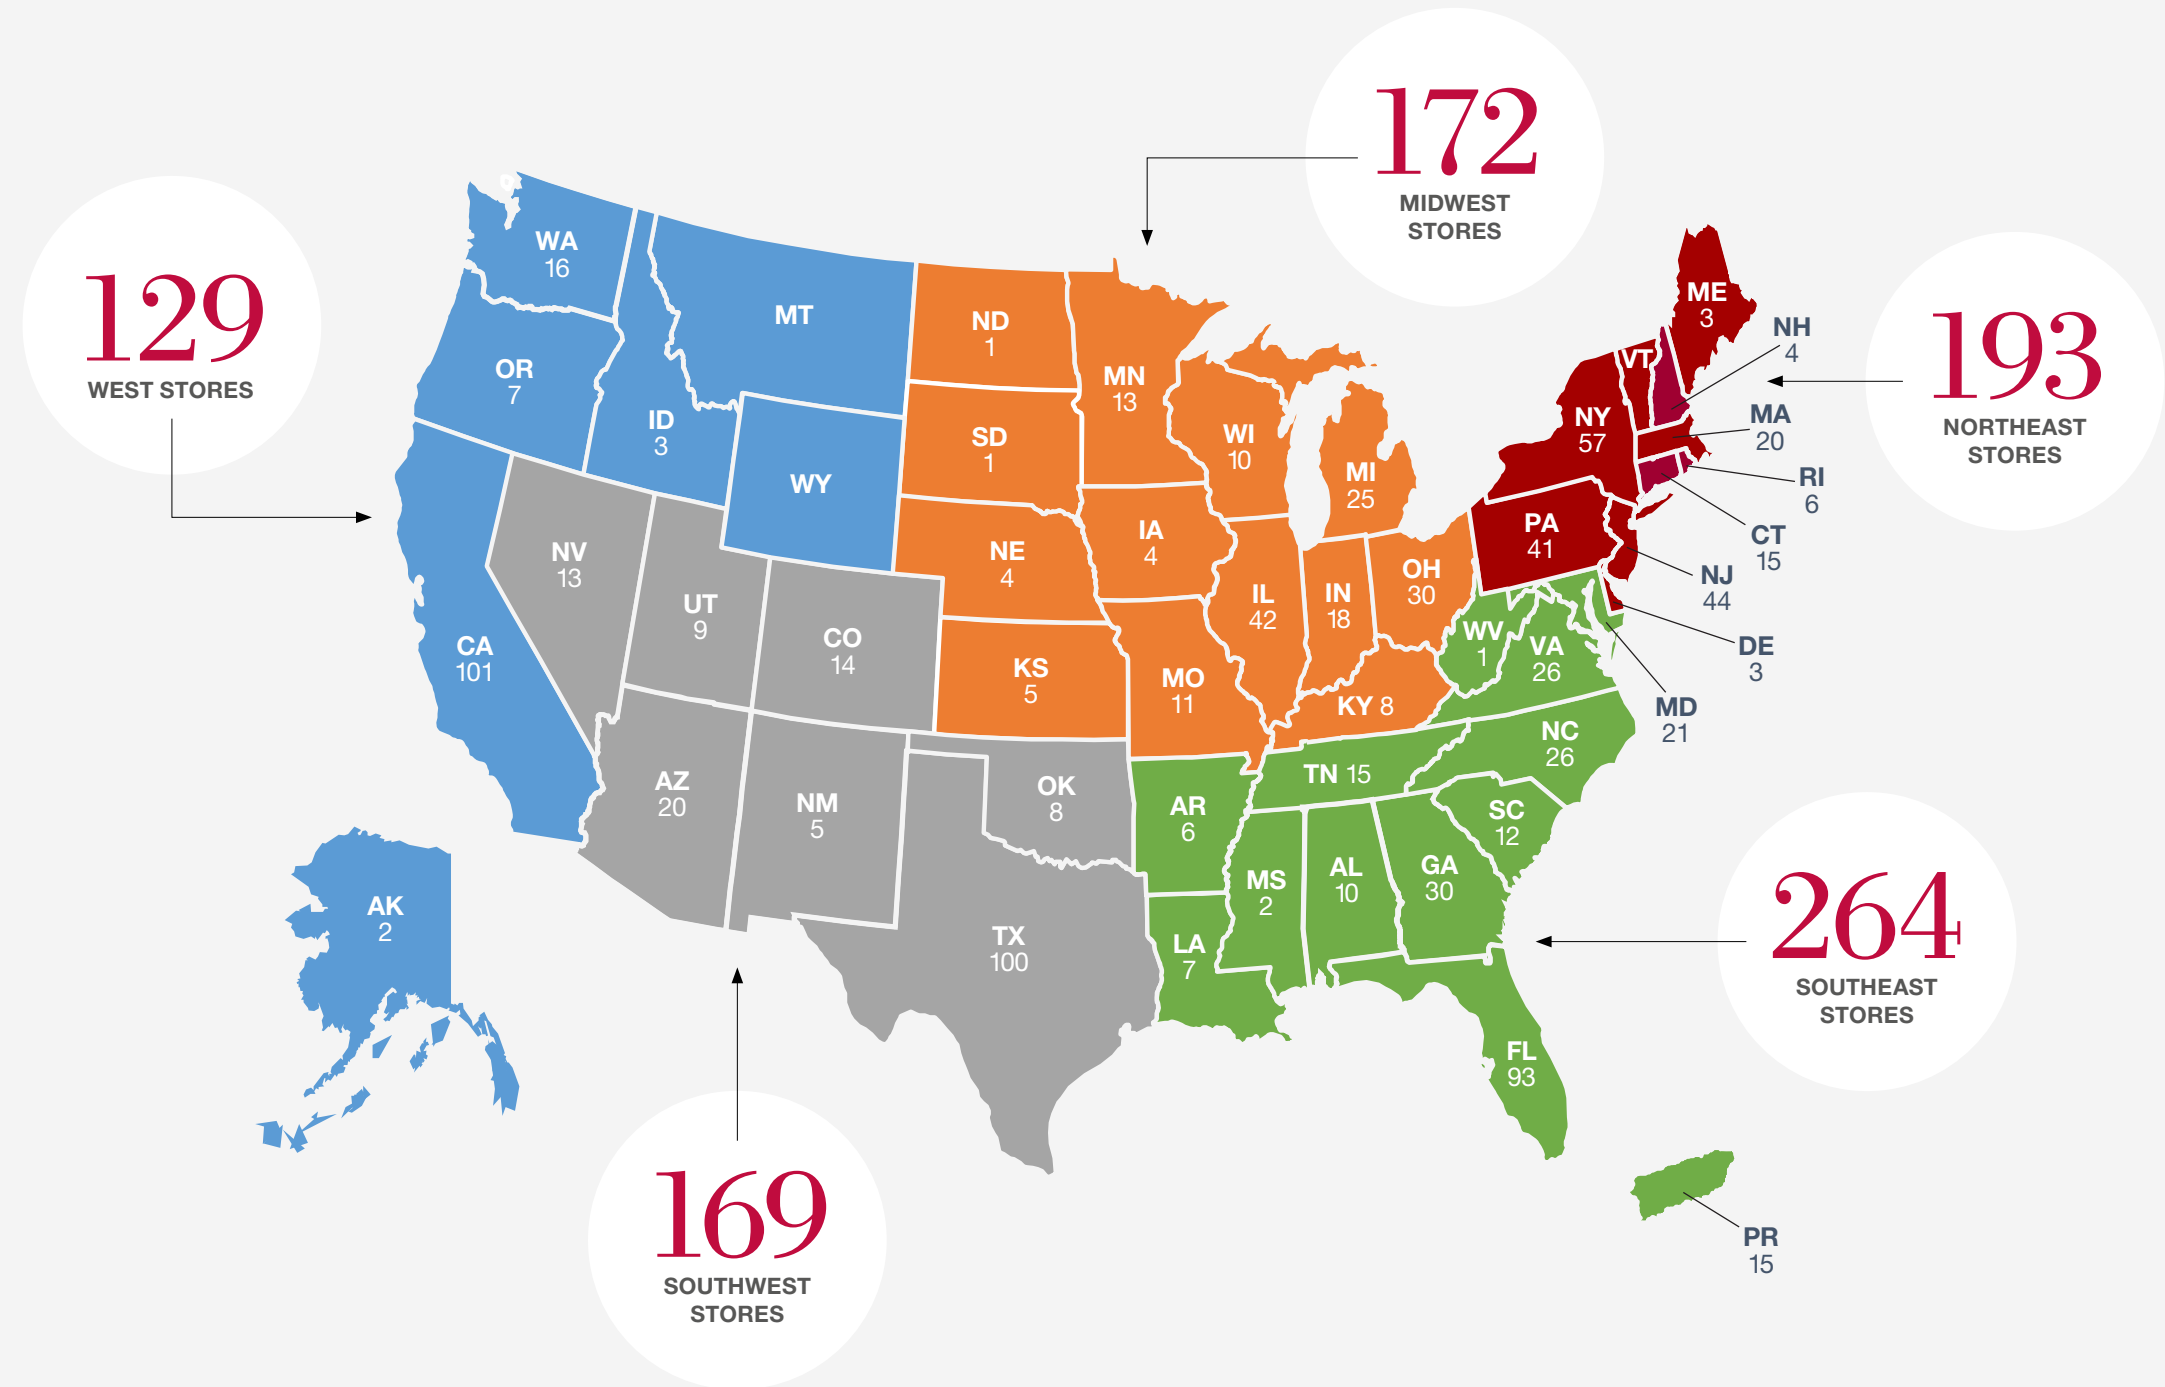 172
MIDWEST
STORES
129
WEST STORES
193
NORTHEAST
STORES
WA
16
MT
OR
7
ID
3
WY
CA
101
AK
2
NV
13
UT
9
CO
14
AZ
20
NM
5
OK
8
TX
100
ND
1
SD
1
NE
4
KS
5
MN
13
IA
4
MO
11
WI
10
IL
42
MI
25
IN
18
OH
30
KY 8
ME
3
VT
NH
4
NY
57
MA
20
RI
6
CT
15
PA
41
NJ
44
DE
3
MD
21
WV
1
VA
26
NC
26
TN 15
SC
12
AR
6
LA
7
MS
2
AL
10
GA
30
FL
93
PR
15
264
SOUTHEAST
STORES
169
SOUTHWEST
STORES